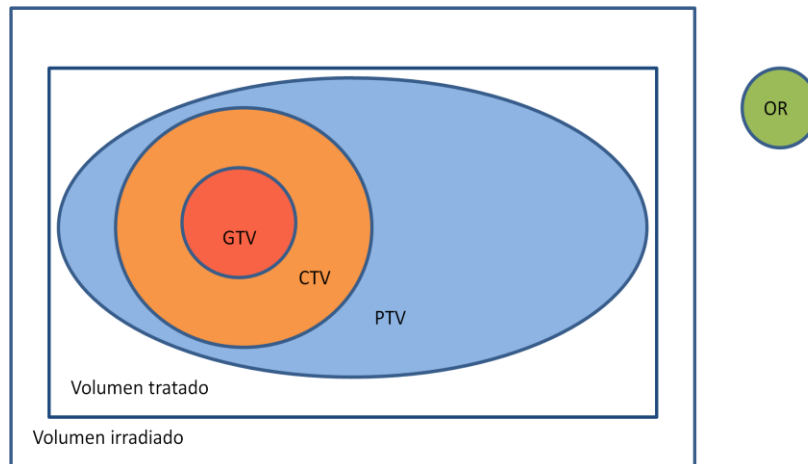 OR
GTV
CTV
PTV
Volumen tratado
Volumen irradiado